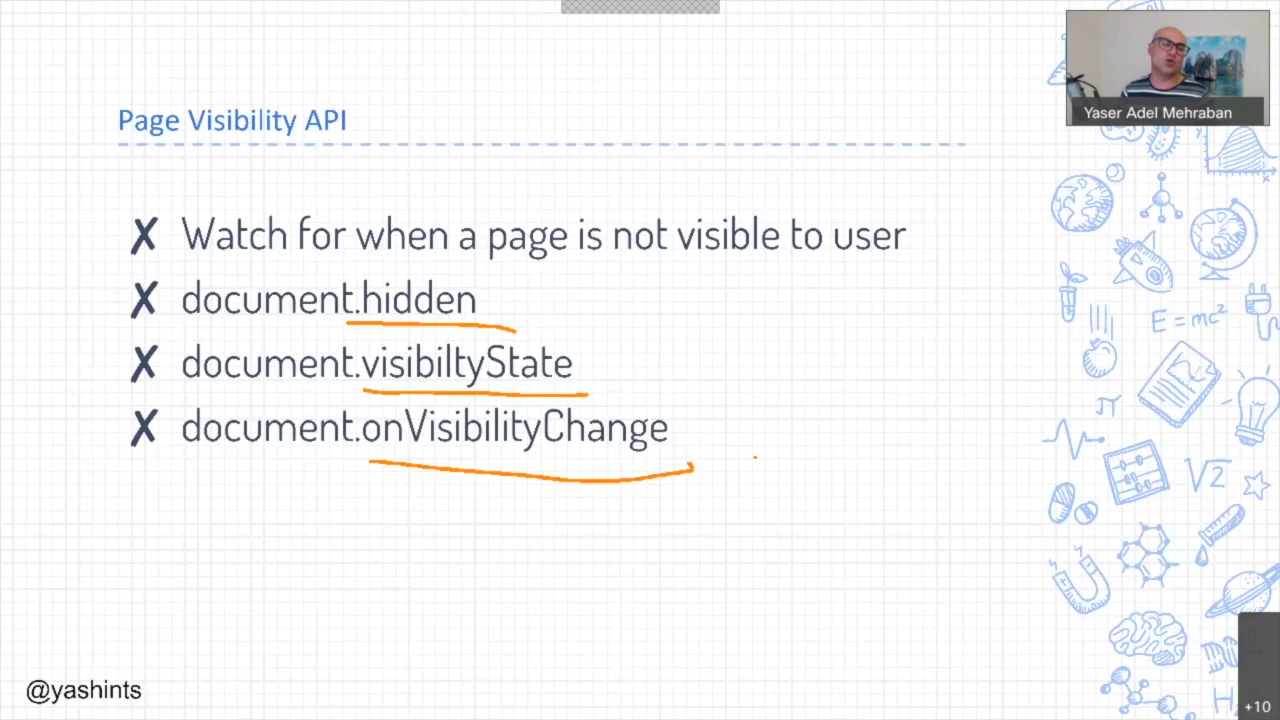 Page Visibility API
Yaser Adel Mehraban
✗ Watch for when a page is not visible to user
✗ document.hidden
✗ document.visibiltyState
✗ document.onVisibilityChange
E=mc²
π
√2
H
@yashints
+10